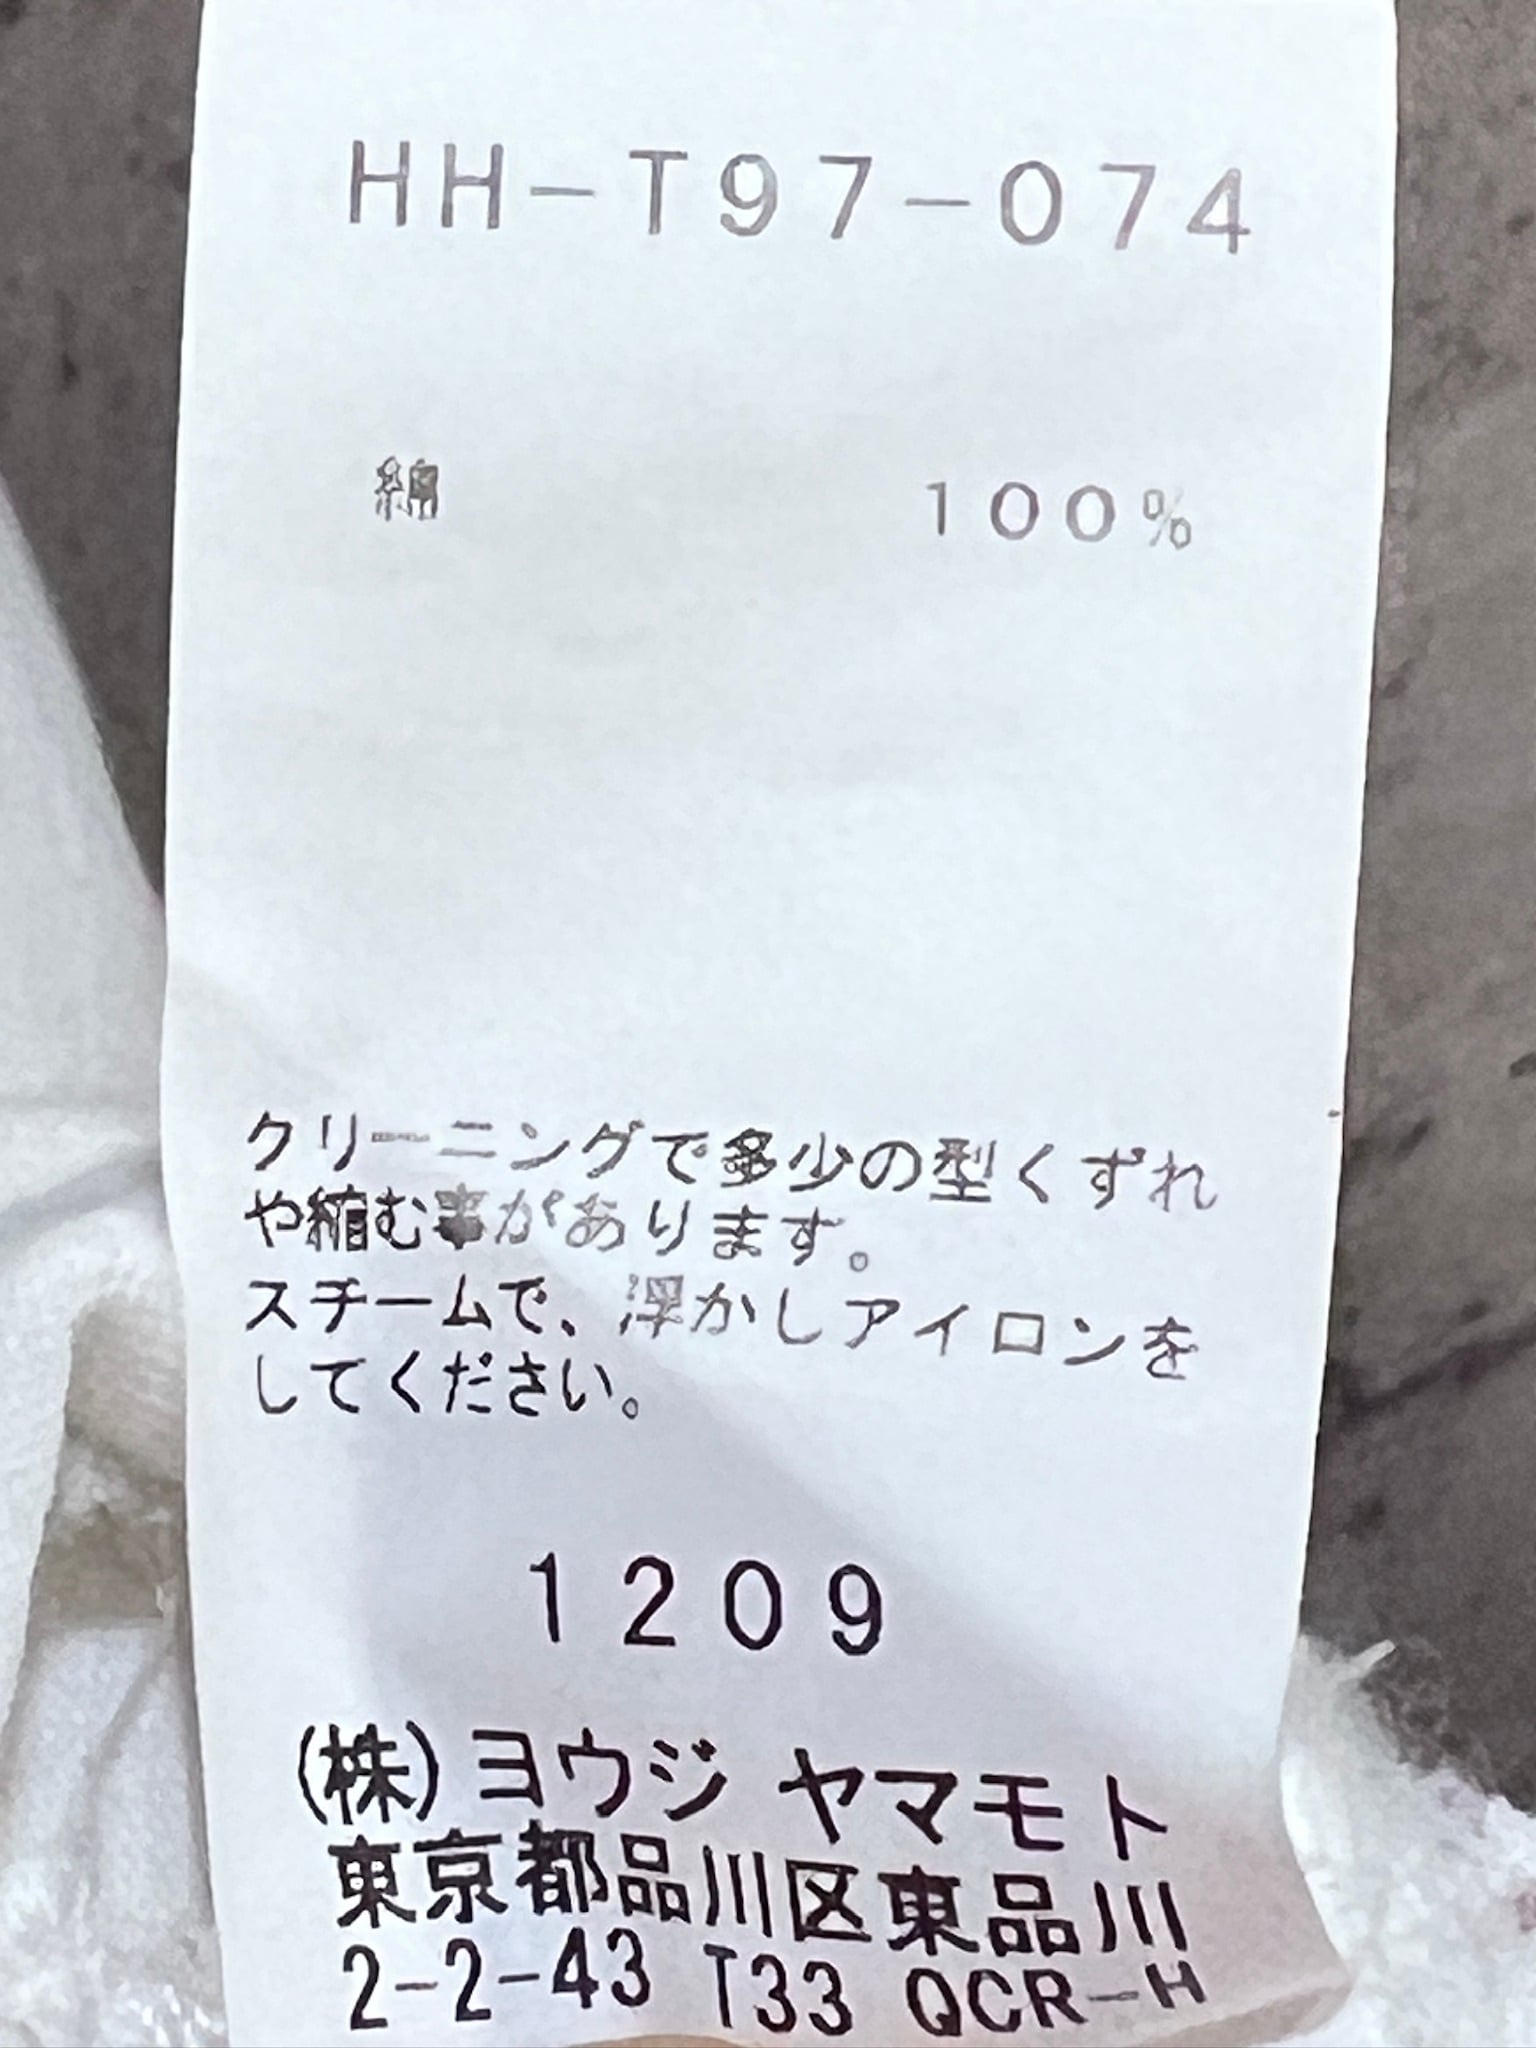 HH-T97-074
綿 100%
クリーニングで多少の型くずれ
や縮む事があります。
スチームで、浮かしアイロンを
してください。
1209
(株)ヨウジ ヤマモト
東京都品川区東品川
2-2-43 T33 QCR-H